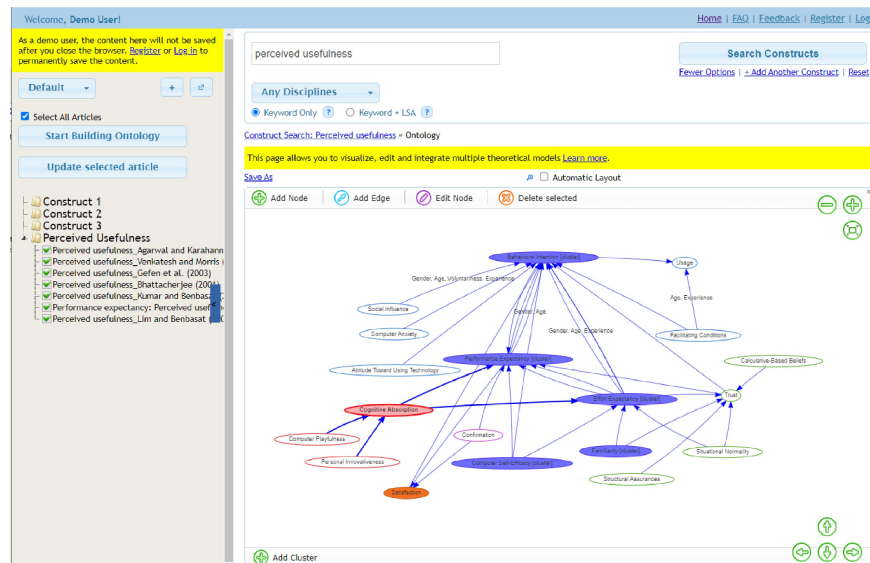 Welcome, Demo User!
Home | FAQ | Feedback | Register | Log
As a demo user, the content here will not be saved
after you close the browser. Register or Log in to
permanently save the content.
Default
Select All Articles
Start Building Ontology
Update selected article
Construct 1
Construct 2
Construct 3
Perceived Usefulness
Perceived usefulness_Agarwal and Karahann
Perceived usefulness_Venkatesh and Morris (
Perceived usefulness_Gefen et al. (2003)
Perceived usefulness_Bhattacherjee (2001)
Perceived usefulness_Kumar and Benbasa
Performance expectancy: Perceived usef
Perceived usefulness_Lim and Benbasat
perceived usefulness
Search Constructs
Fewer Options | + Add Another Construct | Reset
Any Disciplines
Keyword Only ? Keyword + LSA ?
Construct Search: Perceived usefulness » Ontology
This page allows you to visualize, edit and integrate multiple theoretical models Learn more.
Save As
Automatic Layout
Add Node
Add Edge
Edit Node
Delete selected
Behavioral Intention [cluster]
Usage
Gender, Age, Voluntariness, Experience
Age, Experience
Social Influence
Gender, Age
Computer Anxiety
Gender, Age, Experience
Facilitating Conditions
Performance Expectancy [cluster]
Calculative-Based Beliefs
Attitude Toward Using Technology
Effort Expectancy [cluster]
Trust
Cognitive Absorption
Computer Playfulness
Confirmation
Familiarity [cluster]
Situational Normality
Personal Innovativeness
Computer Self-Efficacy [cluster]
Structural Assurances
Satisfaction
Add Cluster